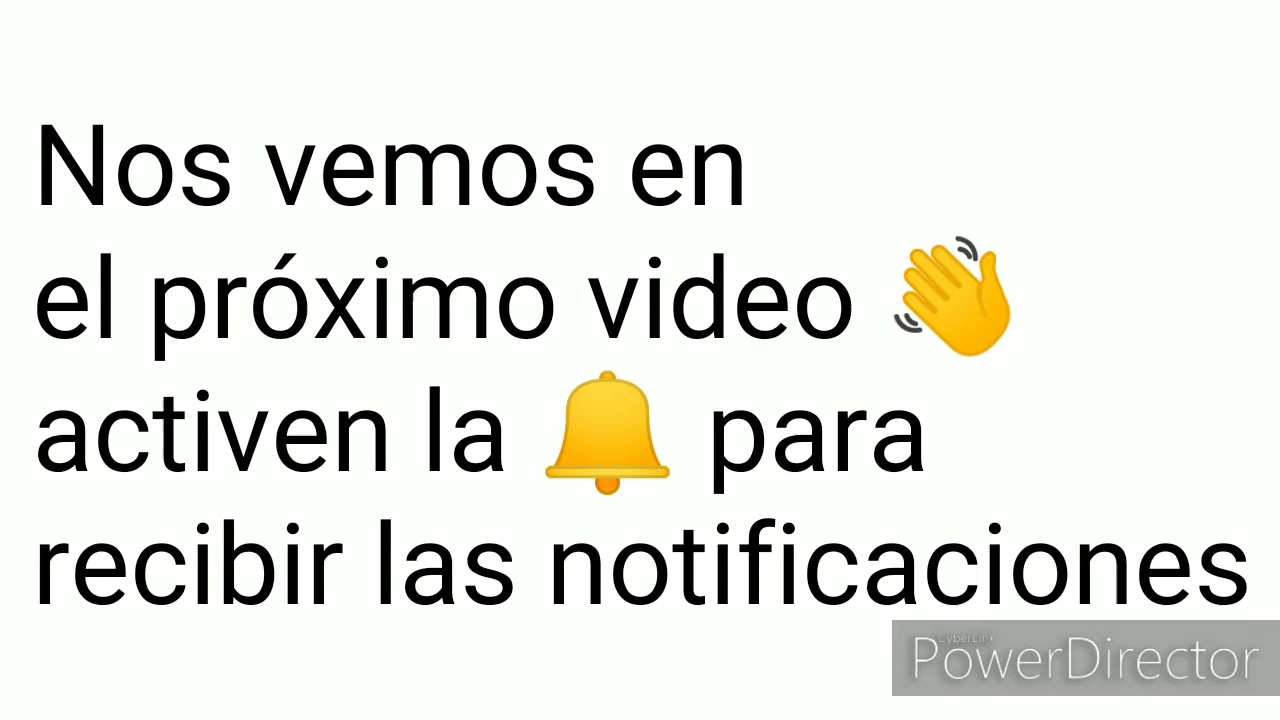 Nos vemos en
el próximo video 👋
activen la 🔔 para
recibir las notificaciones
CyberLink
PowerDirector